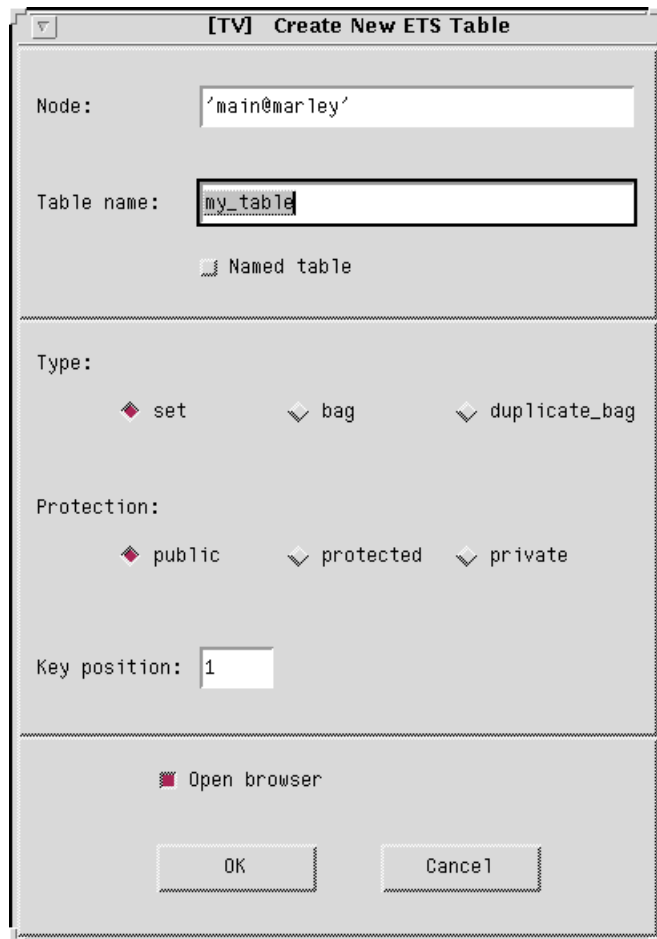 [TV] Create New ETS Table
Node: 'main@marley'
Table name: my_table
Named table
Type:
set bag duplicate_bag
Protection:
public protected private
Key position: 1
Open browser
OK Cancel